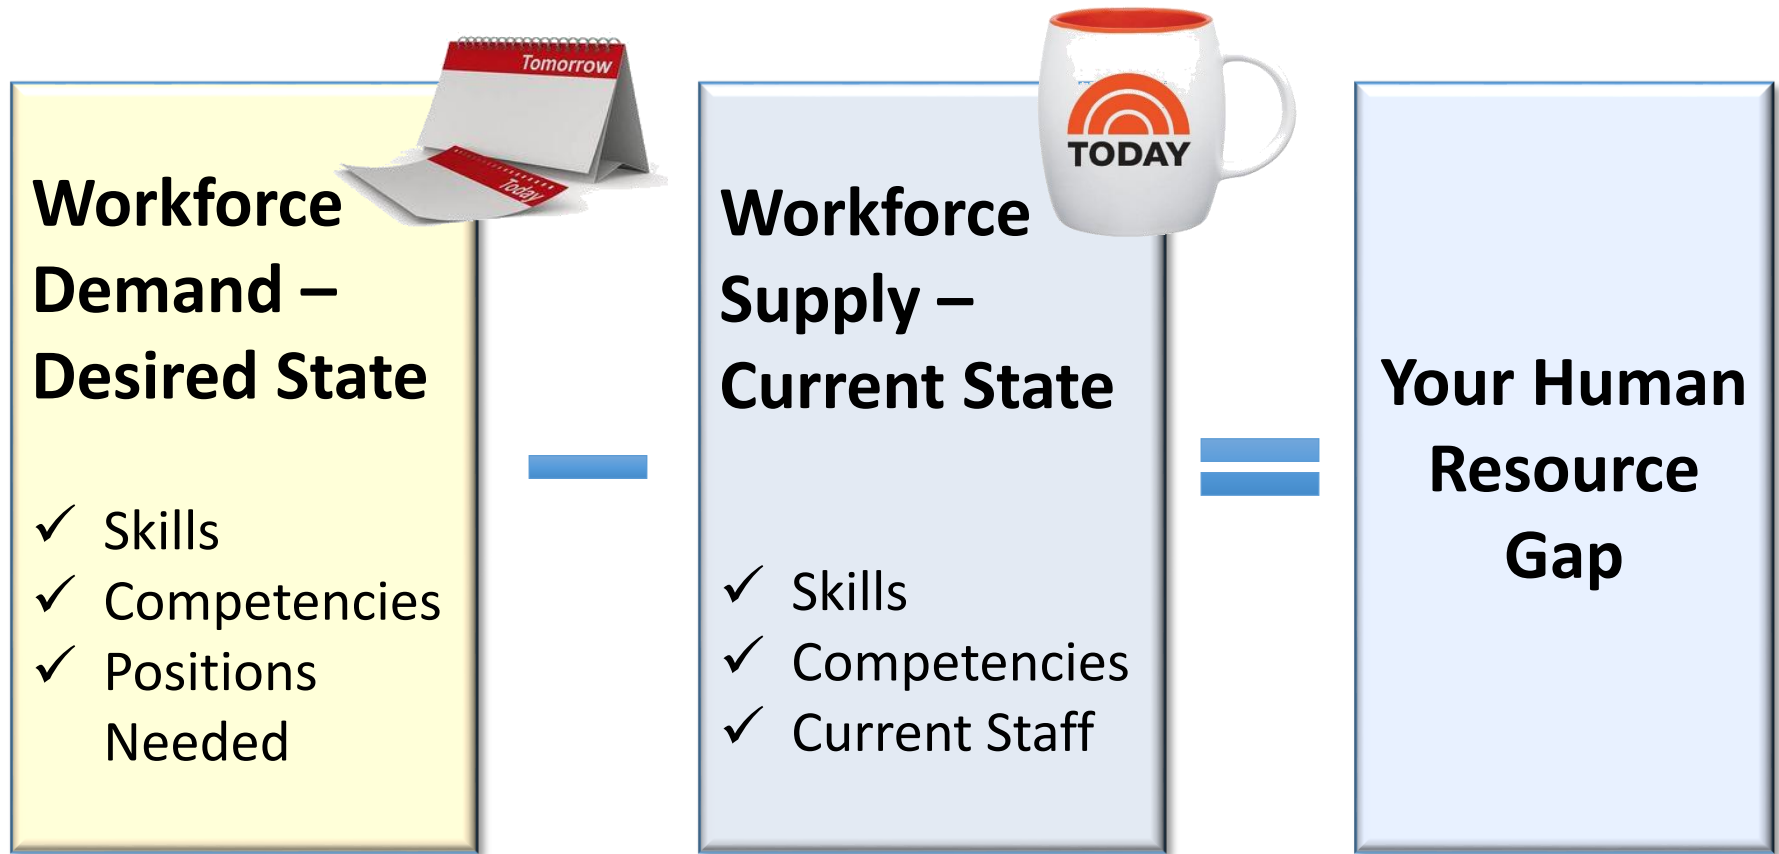 Tomorrow
Today
Workforce
Demand –
Desired State
✓ Skills
✓ Competencies
✓ Positions
Needed
TODAY
Workforce
Supply –
Current State
✓ Skills
✓ Competencies
✓ Current Staff
Your Human
Resource
Gap